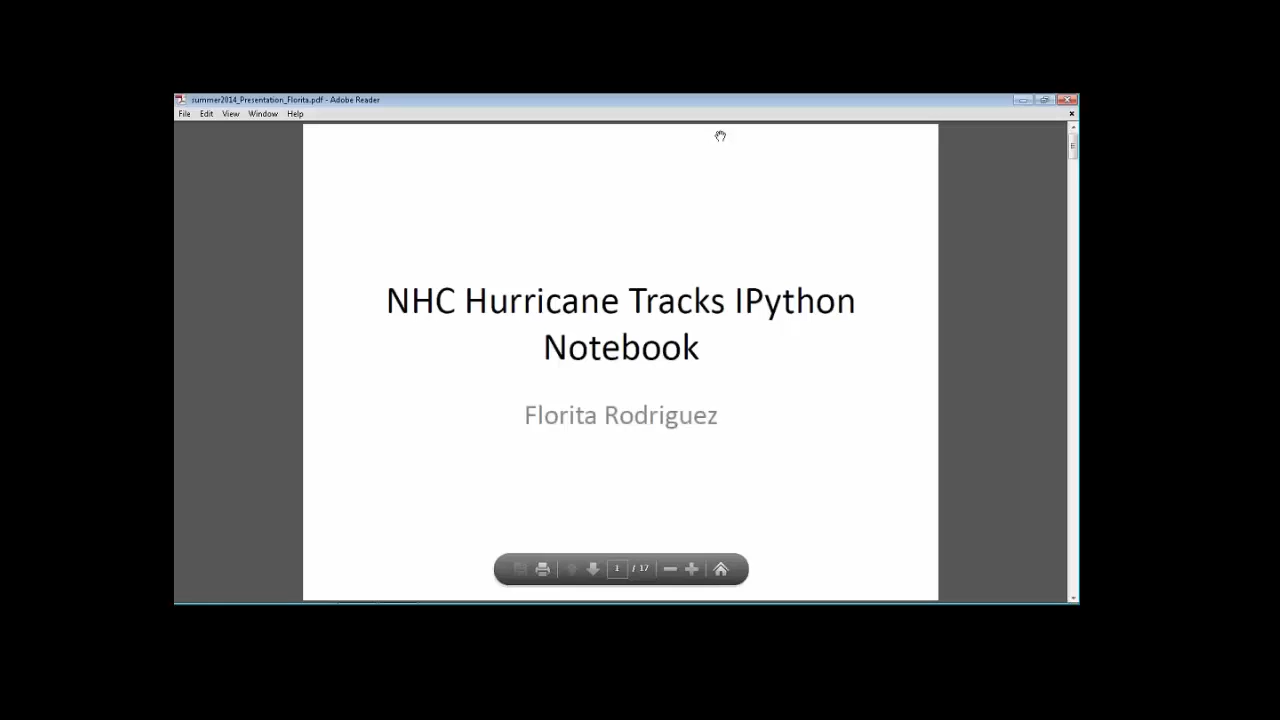 summer2014_Presentation_Florita.pdf - Adobe Reader
File Edit View Window Help
NHC Hurricane Tracks IPython
Notebook
Florita Rodriguez
1 / 17